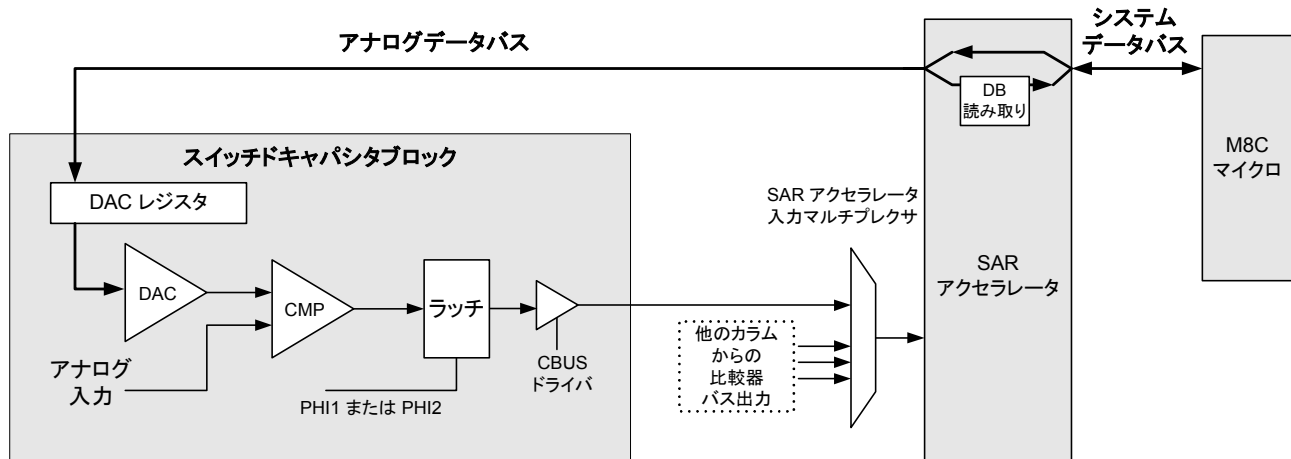 アナログデータバス
システム
データバス
DB
読み取り
M8C
マイクロ
スイッチドキャパシタブロック
DAC レジスタ
SAR アクセラレータ
入力マルチプレクサ
SAR
アクセラレータ
DAC
CMP
ラッチ
CBUS
ドライバ
アナログ
入力
PHI1 または PHI2
他のカラム
からの
比較器
バス出力